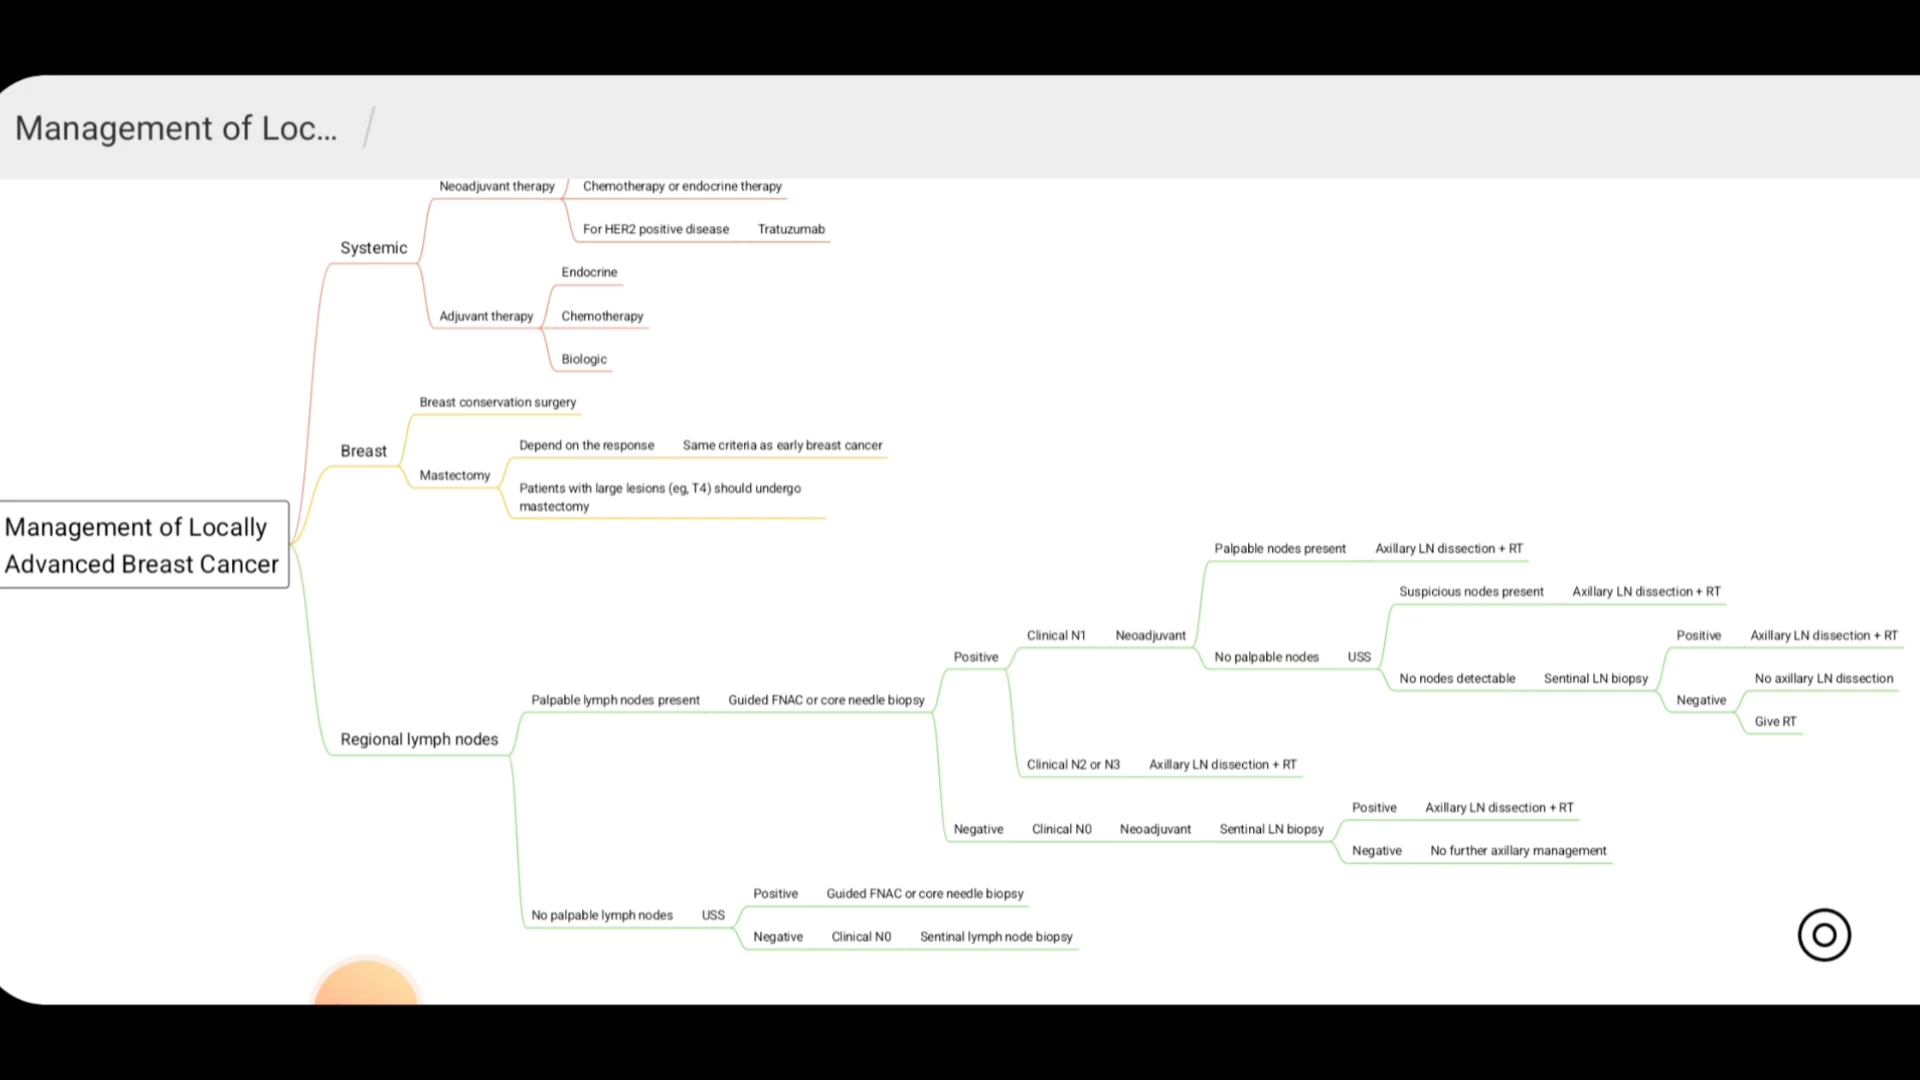 Management of Loc...
Neoadjuvant therapy
Chemotherapy or endocrine therapy
For HER2 positive disease
Tratuzumab
Systemic
Endocrine
Adjuvant therapy
Chemotherapy
Biologic
Breast conservation surgery
Breast
Depend on the response
Same criteria as early breast cancer
Mastectomy
Patients with large lesions (eg, T4) should undergo
mastectomy
Management of Locally
Advanced Breast Cancer
Palpable nodes present
Axillary LN dissection + RT
Suspicious nodes present
Axillary LN dissection + RT
Clinical N1
Neoadjuvant
Positive
Axillary LN dissection + RT
Positive
No palpable nodes
USS
No nodes detectable
Sentinal LN biopsy
No axillary LN dissection
Palpable lymph nodes present
Guided FNAC or core needle biopsy
Negative
Give RT
Regional lymph nodes
Clinical N2 or N3
Axillary LN dissection + RT
Positive
Axillary LN dissection + RT
Negative
Clinical N0
Neoadjuvant
Sentinal LN biopsy
Negative
No further axillary management
Positive
Guided FNAC or core needle biopsy
No palpable lymph nodes
USS
Negative
Clinical N0
Sentinal lymph node biopsy